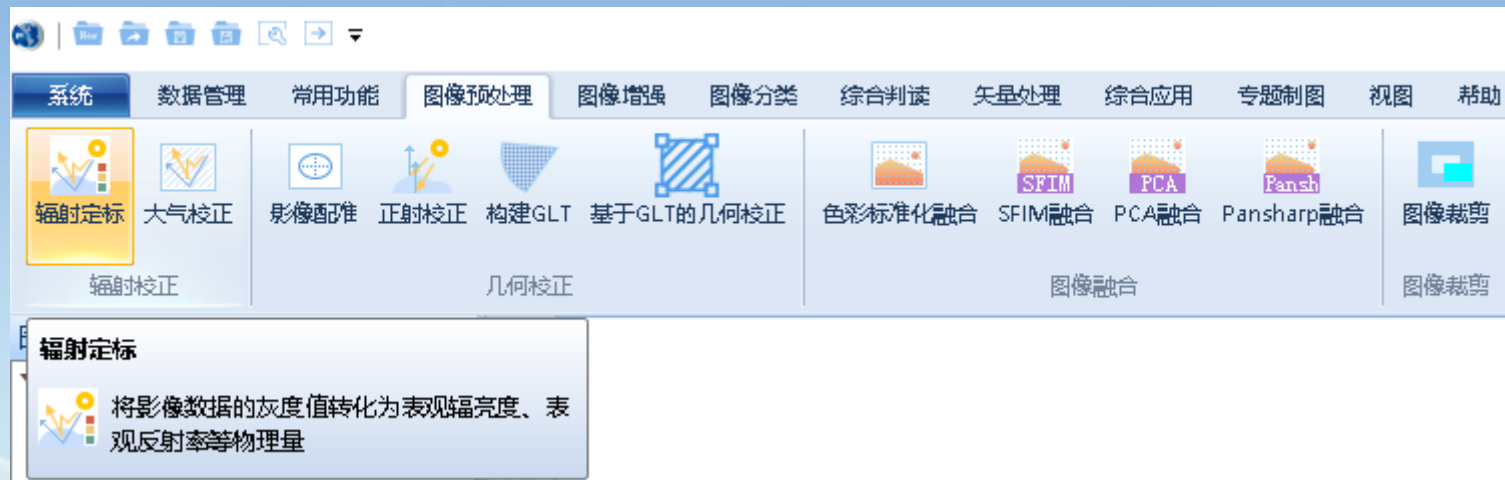 New
系统 数据管理 常用功能 图像预处理 图像增强 图像分类 综合判读 矢量处理 综合应用 专题制图 视图 帮助
SFIM PCA Pansh
辐射定标 大气校正 影像配准 正射校正 构建GLT 基于GLT的几何校正 色彩标准化融合 SFIM融合 PCA融合 Pansharp融合 图像裁剪
辐射校正 几何校正 图像融合 图像裁剪
辐射定标
将影像数据的灰度值转化为表观辐亮度、表
观反射率等物理量